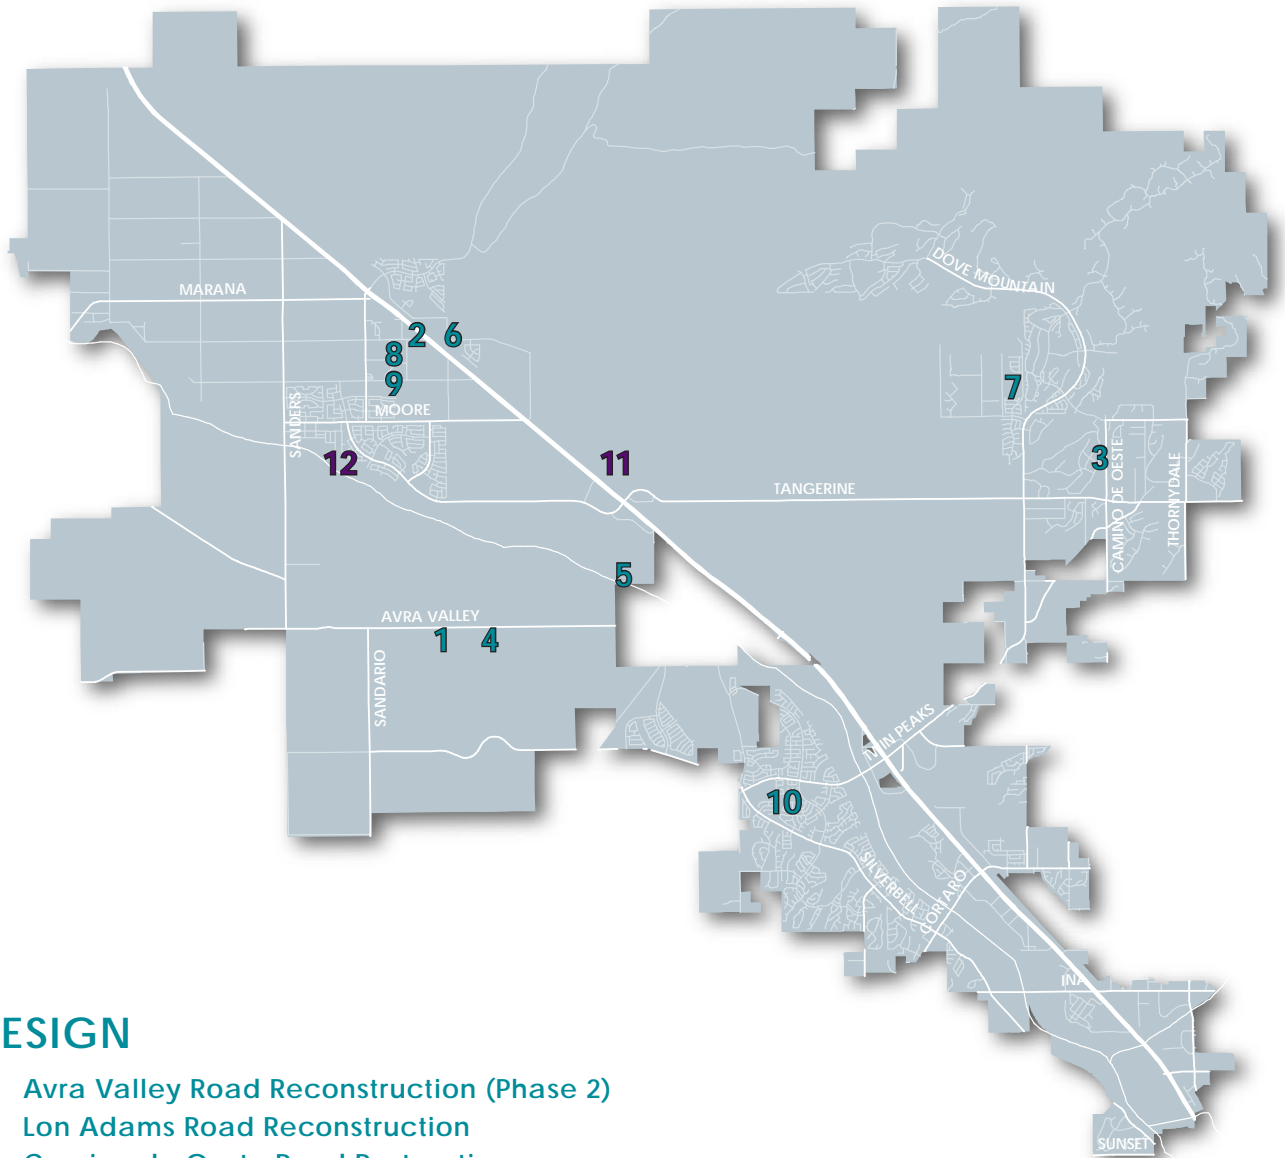 DOVE MOUNTAIN
MARANA
2
6
8
9
7
MOORE
SANDERS
12
11
3
TANGERINE
CAMINO DE OESTE
THORNYDALE
5
AVRA VALLEY
1
4
SANDARIO
TWIN PEAKS
10
SILVERBELL
CORTARO
INA
SUNSET
ESIGN
Avra Valley Road Reconstruction (Phase 2)
Lon Adams Road Reconstruction